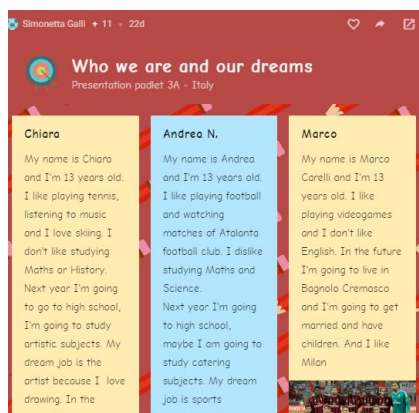 Simonetta Galli + 11 • 22d
Who we are and our dreams
Presentation padlet 3A - Italy
Chiara
My name is Chiara
and I'm 13 years old.
I like playing tennis,
listening to music
and I love skiing. I
don't like studying
Maths or History.
Next year I'm going
to go to high school,
I'm going to study
artistic subjects. My
dream job is the
artist because I love
drawing. In the
Andrea N.
My name is Andrea
and I'm 13 years old.
I like playing football
and watching
matches of Atalanta
football club. I dislike
studying Maths and
Science.
Next year I'm going
to high school,
maybe I am going to
study catering
subjects. My dream
job is sports
Marco
My name is Marco
Carelli and I'm 13
years old. I like
playing videogames
and I don't like
English. In the future
I'm going to live in
Bagnolo Cremasco
and I'm going to get
married and have
children. And I like
Milan